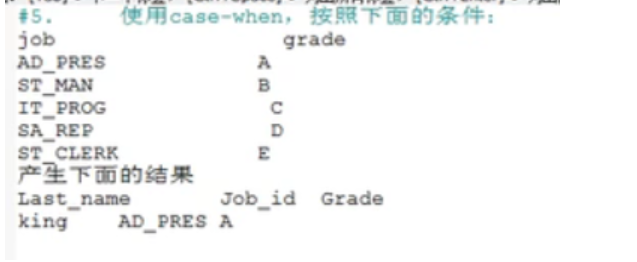 #5. 使用case-when, 按照下面的条件:
job grade
AD_PRES A
ST_MAN B
IT_PROG C
SA_REP D
ST_CLERK E
产生下面的结果
Last_name Job_id Grade
king AD_PRES A